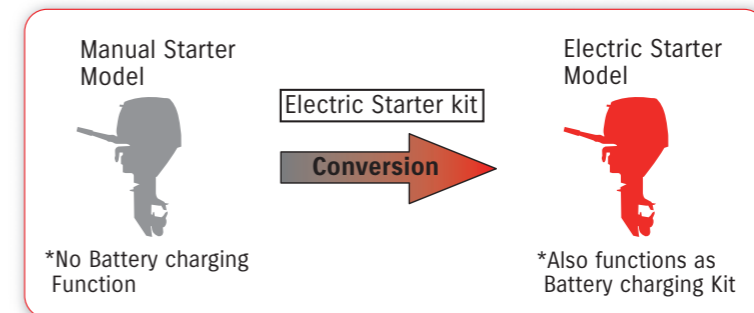 Manual Starter
Model
Electric Starter kit
Conversion
Electric Starter
Model
*No Battery charging
Function
*Also functions as
Battery charging Kit